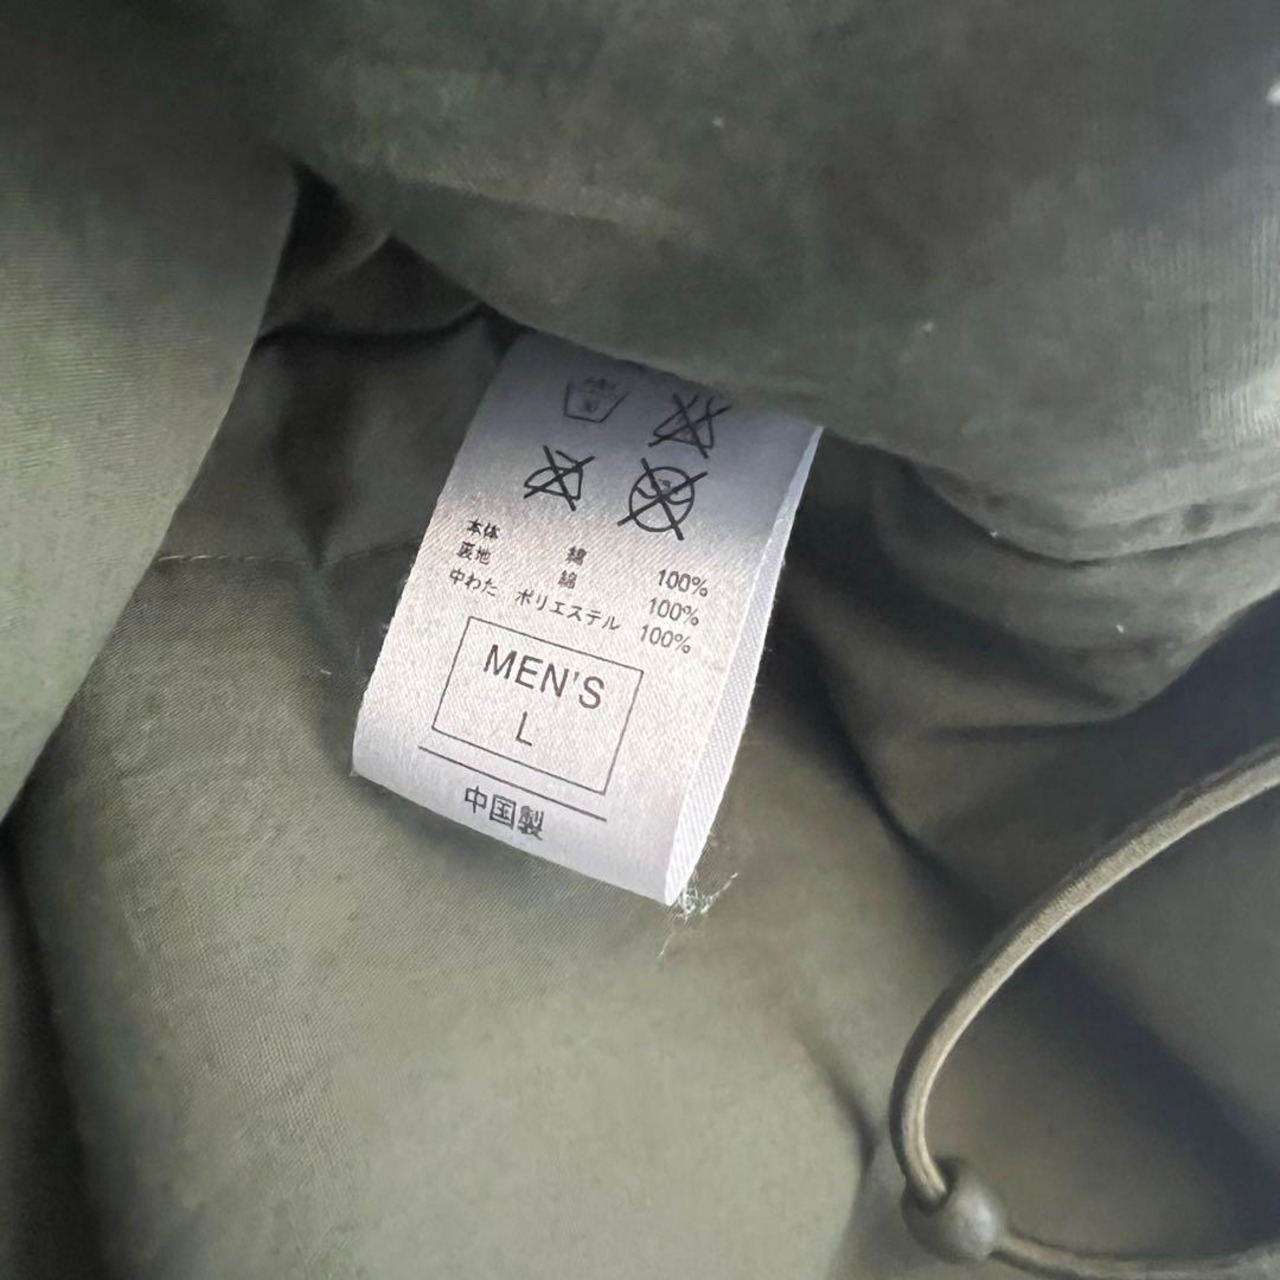 本体 綿 100%
裏地 綿 100%
中わた ポリエステル 100%
MEN'S
L
中国製